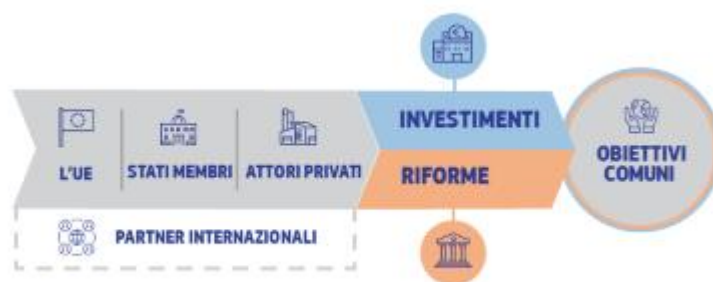 INVESTIMENTI
L'UE
STATI MEMBRI
ATTORI PRIVATI
RIFORME
OBIETTIVI
COMUNI
PARTNER INTERNAZIONALI